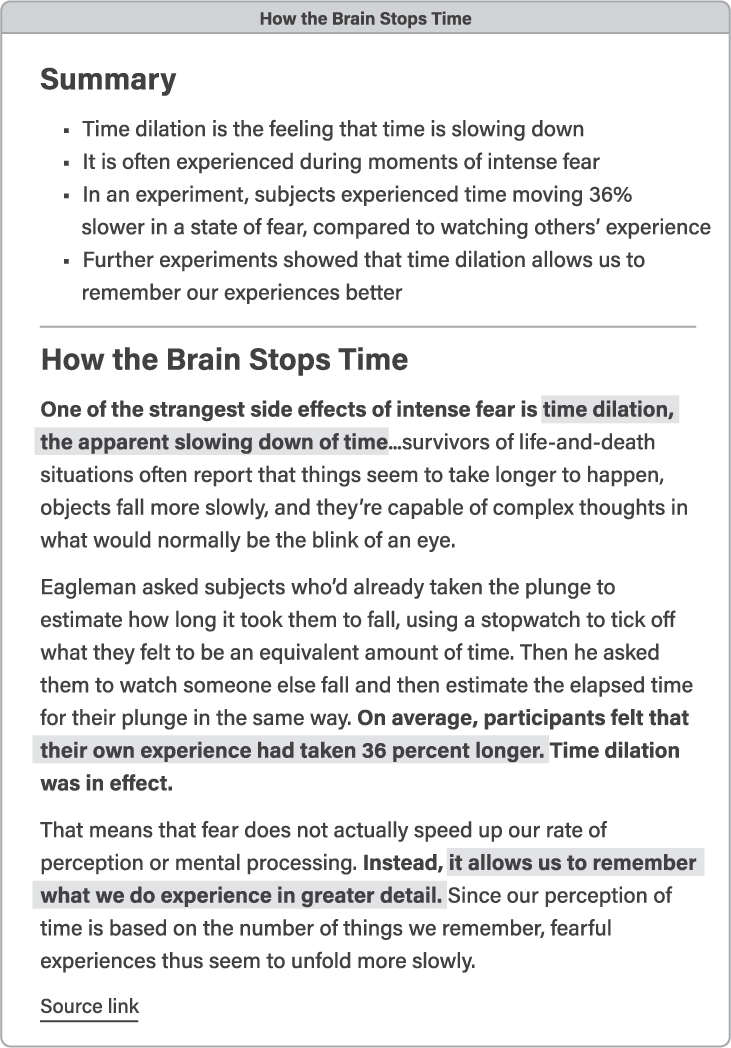 How the Brain Stops Time
Summary
▪ Time dilation is the feeling that time is slowing down
▪ It is often experienced during moments of intense fear
▪ In an experiment, subjects experienced time moving 36%
slower in a state of fear, compared to watching others’ experience
▪ Further experiments showed that time dilation allows us to
remember our experiences better
How the Brain Stops Time
One of the strangest side effects of intense fear is time dilation,
the apparent slowing down of time...survivors of life-and-death
situations often report that things seem to take longer to happen,
objects fall more slowly, and they’re capable of complex thoughts in
what would normally be the blink of an eye.
Eagleman asked subjects who’d already taken the plunge to
estimate how long it took them to fall, using a stopwatch to tick off
what they felt to be an equivalent amount of time. Then he asked
them to watch someone else fall and then estimate the elapsed time
for their plunge in the same way. On average, participants felt that
their own experience had taken 36 percent longer. Time dilation
was in effect.
That means that fear does not actually speed up our rate of
perception or mental processing. Instead, it allows us to remember
what we do experience in greater detail. Since our perception of
time is based on the number of things we remember, fearful
experiences thus seem to unfold more slowly.
Source link